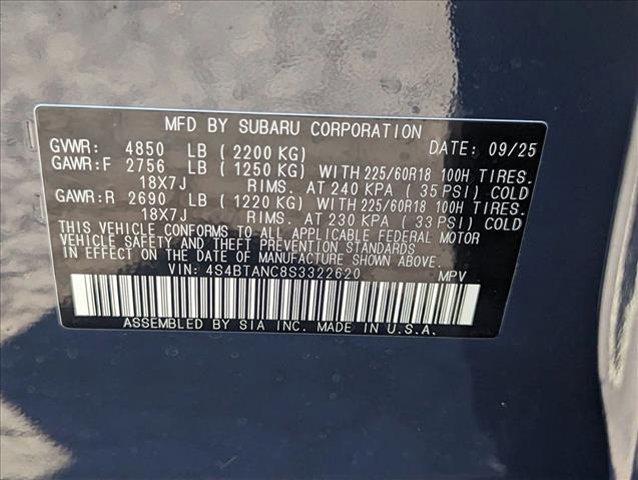 MFD BY SUBARU CORPORATION
GVWR: 4850 LB ( 2200 KG) DATE: 09/25
GAWR:F 2756 LB ( 1250 KG) WITH 225/60R18 100H TIRES.
18X7J RIMS. AT 240 KPA ( 35 PSI) COLD
GAWR:R 2690 LB ( 1220 KG) WITH 225/60R18 100H TIRES.
18X7J RIMS. AT 230 KPA ( 33 PSI) COLD
THIS VEHICLE CONFORMS TO ALL APPLICABLE FEDERAL MOTOR
VEHICLE SAFETY AND THEFT PREVENTION STANDARDS
IN EFFECT ON THE DATE OF MANUFACTURE SHOWN ABOVE.
VIN: 4S4BTANC8S3322620 MPV
ASSEMBLED BY SIA INC. MADE IN U.S.A.